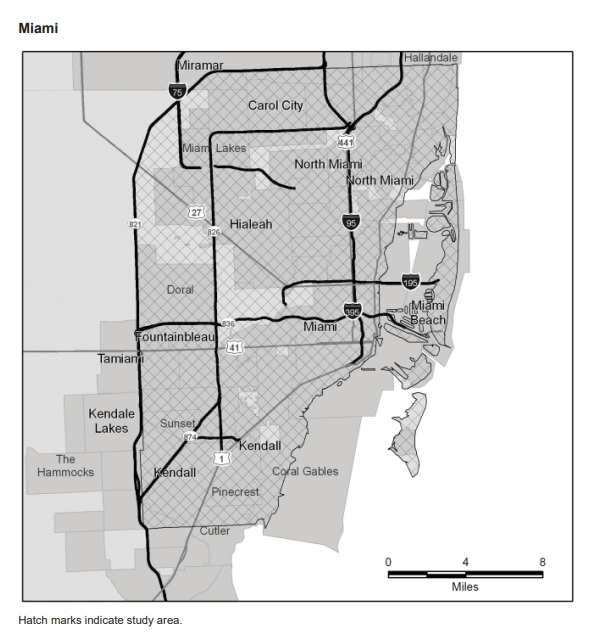 Miami
Hallandale
Miramar
75
Carol City
441
Miami Lakes
North Miami
North Miami
27
821
826
Hialeah
95
195
Doral
395
Miami
Beach
836
Miami
Fountainbleau
41
Tamiami
Kendale
Lakes
Sunset
874
Kendall
1
The
Hammocks
Kendall
Coral Gables
Pinecrest
Cutler
0 4 8
Miles
Hatch marks indicate study area.